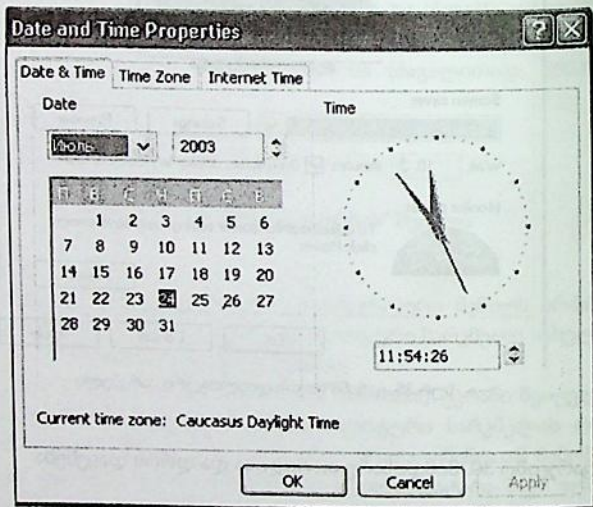 Date and Time Properties
Date & Time Time Zone Internet Time
Date Time
Июль 2003
П В С Ч П С В
1 2 3 4 5 6
7 8 9 10 11 12 13
14 15 16 17 18 19 20
21 22 23 24 25 26 27
28 29 30 31
11:54:26
Current time zone: Caucasus Daylight Time
OK Cancel Apply